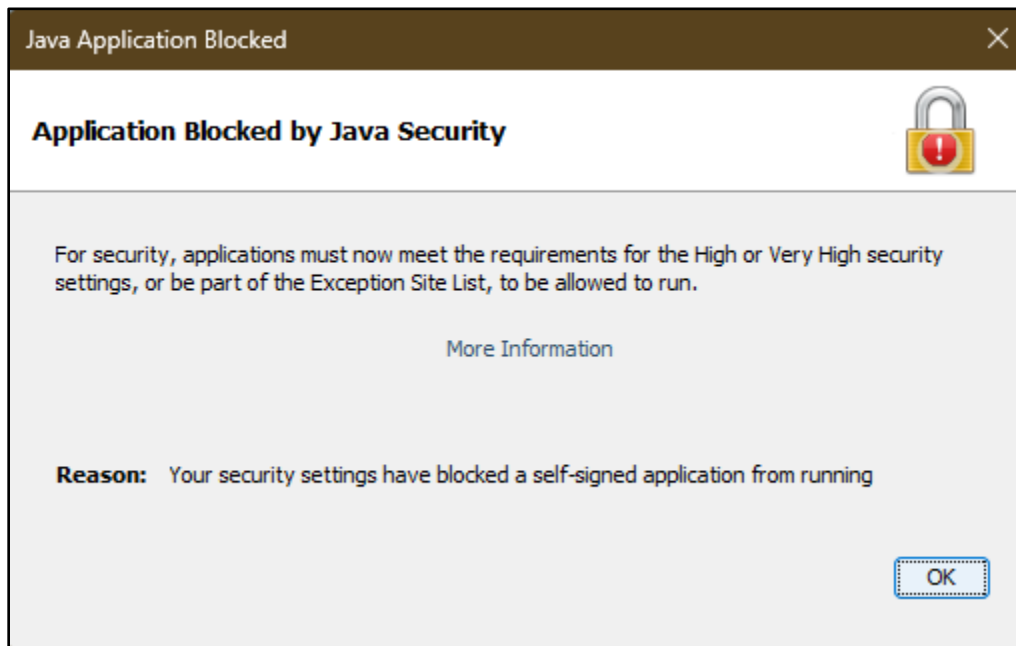 Java Application Blocked
Application Blocked by Java Security
For security, applications must now meet the requirements for the High or Very High security
settings, or be part of the Exception Site List, to be allowed to run.
More Information
Reason: Your security settings have blocked a self-signed application from running
OK